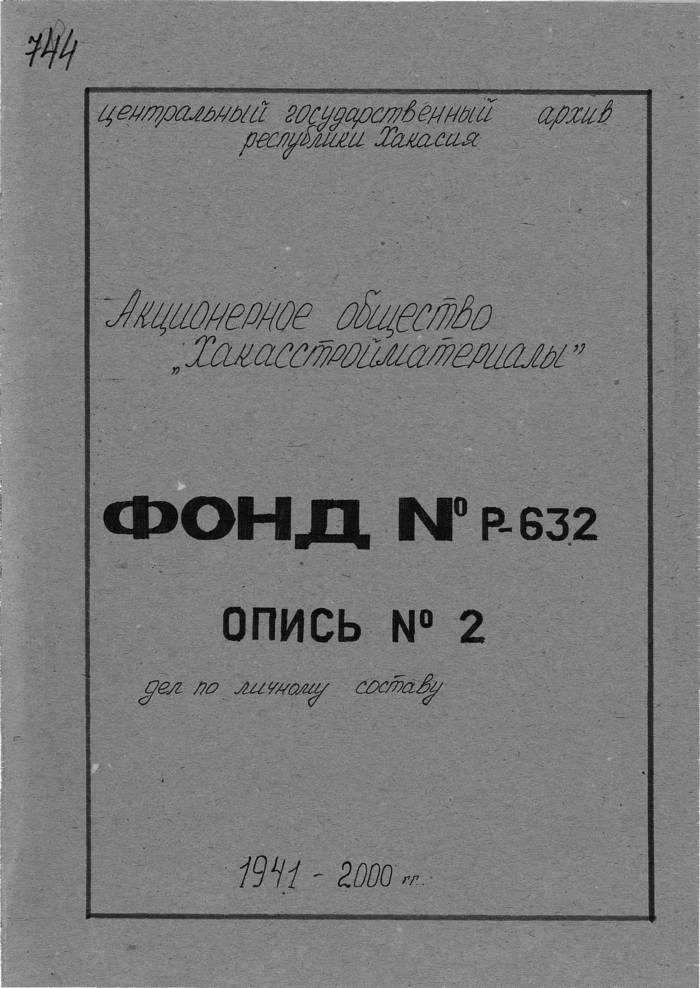 744
центральный государственный архив
республики Хакасия
Акционерное общество
„Хакасстройматериалы”
ФОНД № Р-632
ОПИСЬ № 2
дел по личному составу
1941 - 2000 гг.